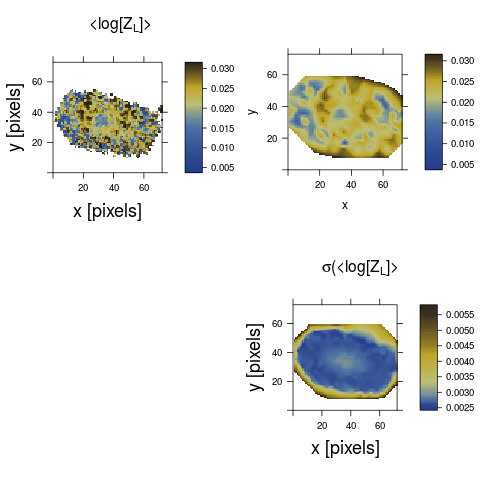 <log[Z_L]>
60
40
20
20 40 60
x [pixels]
y [pixels]
0.030
0.025
0.020
0.015
0.010
0.005
60
40
20
20 40 60
x
y
0.030
0.025
0.020
0.015
0.010
0.005
σ(<log[Z_L]>
60
40
20
20 40 60
x [pixels]
y [pixels]
0.0055
0.0050
0.0045
0.0040
0.0035
0.0030
0.0025